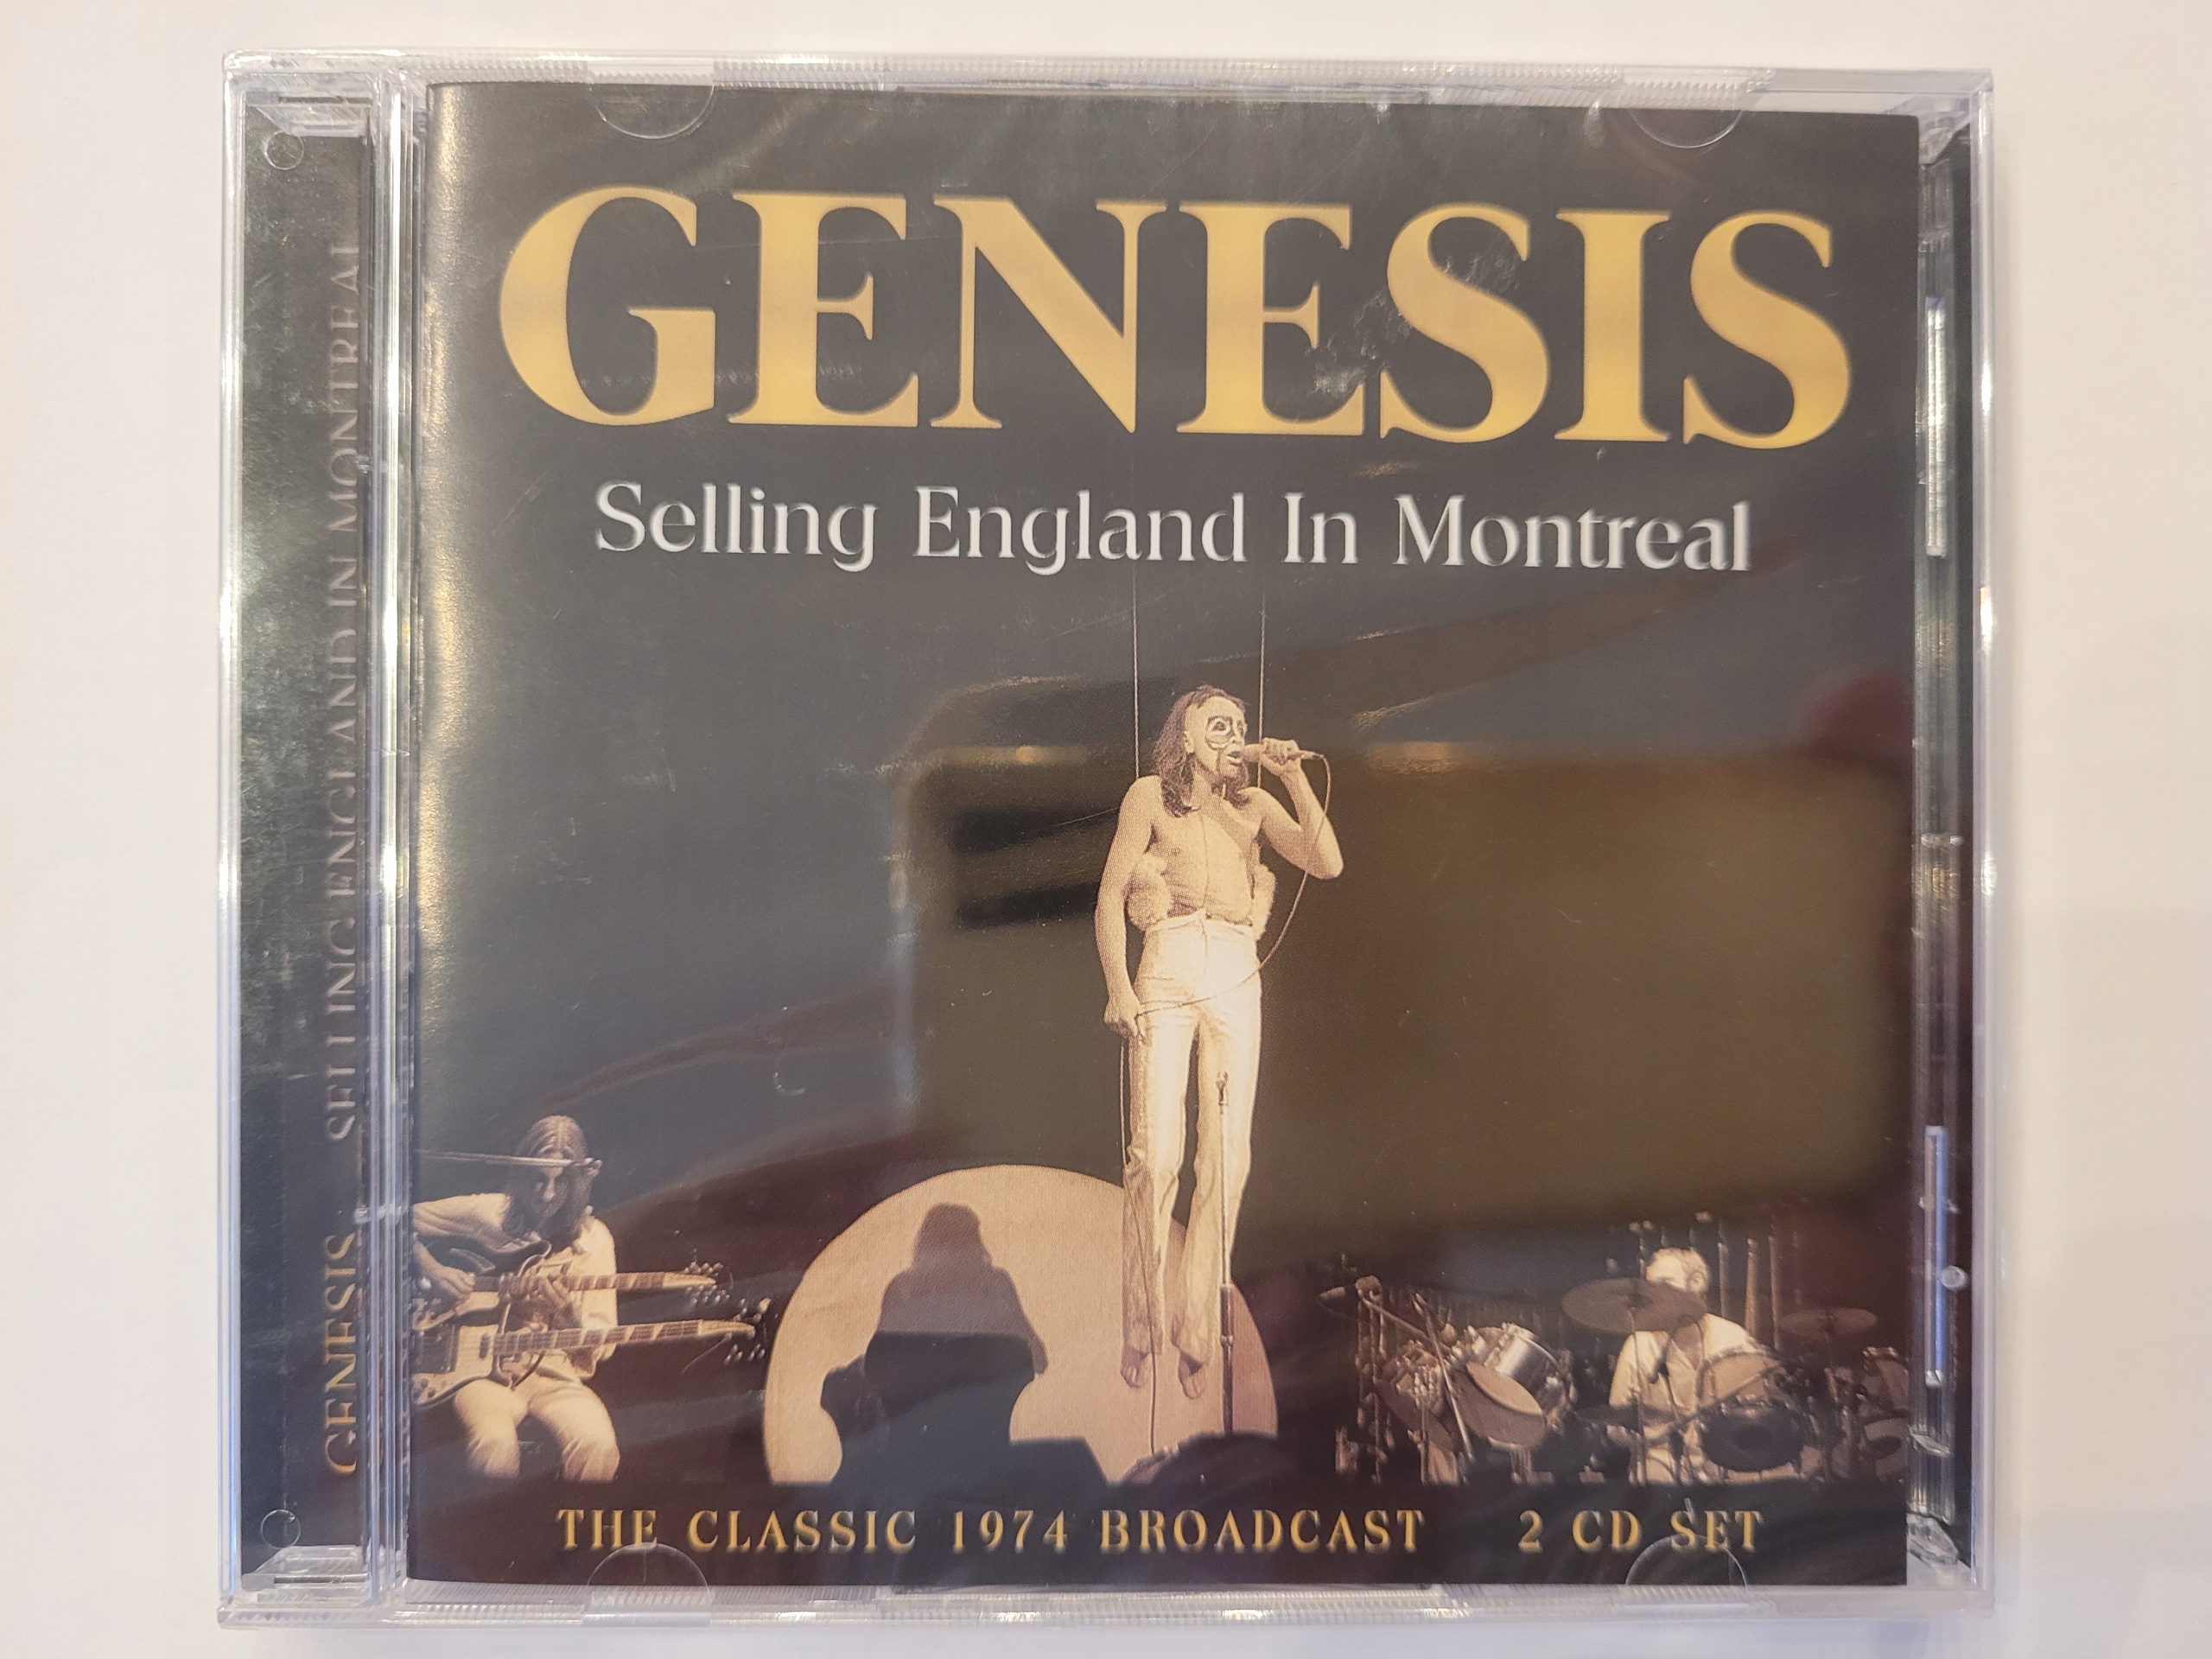 GENESIS
Selling England In Montreal
THE CLASSIC 1974 BROADCAST 2 CD SET
GENESIS SELLING ENGLAND IN MONTREAL